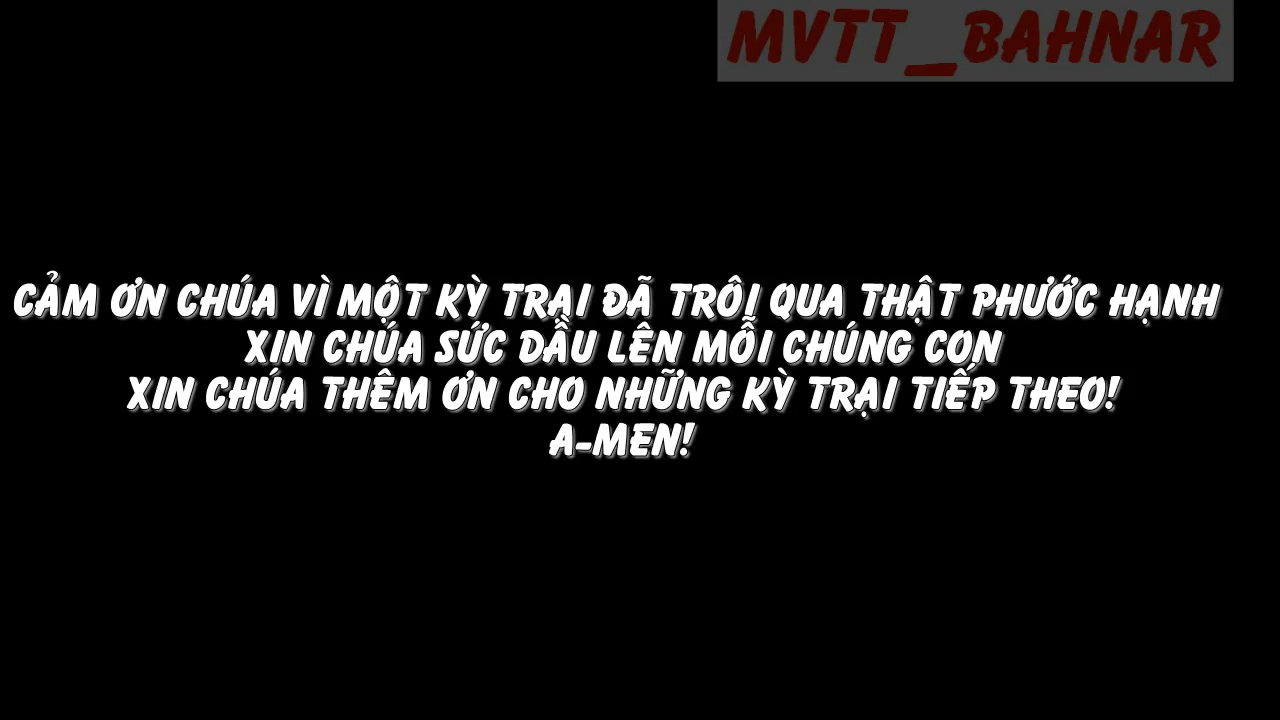 MVTT_BAHNAR
CẢM ƠN CHÚA VÌ MỘT KỲ TRẠI ĐÃ TRÔI QUA THẬT PHƯỚC HẠNH
XIN CHÚA SỨC DẦU LÊN MỖI CHÚNG CON
XIN CHÚA THÊM ƠN CHO NHỮNG KỲ TRẠI TIẾP THEO!
A-MEN!